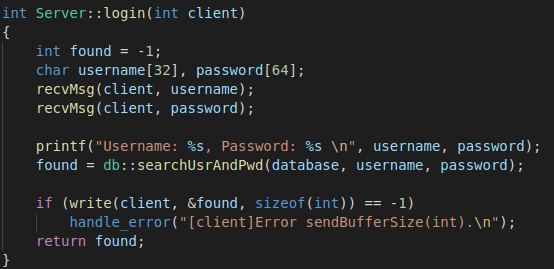 int Server::login(int client)
{
    int found = -1;
    char username[32], password[64];
    recvMsg(client, username);
    recvMsg(client, password);

    printf("Username: %s, Password: %s \n", username, password);
    found = db::searchUsrAndPwd(database, username, password);

    if (write(client, &found, sizeof(int)) == -1)
        handle_error("[client]Error sendBufferSize(int).\n");
    return found;
}